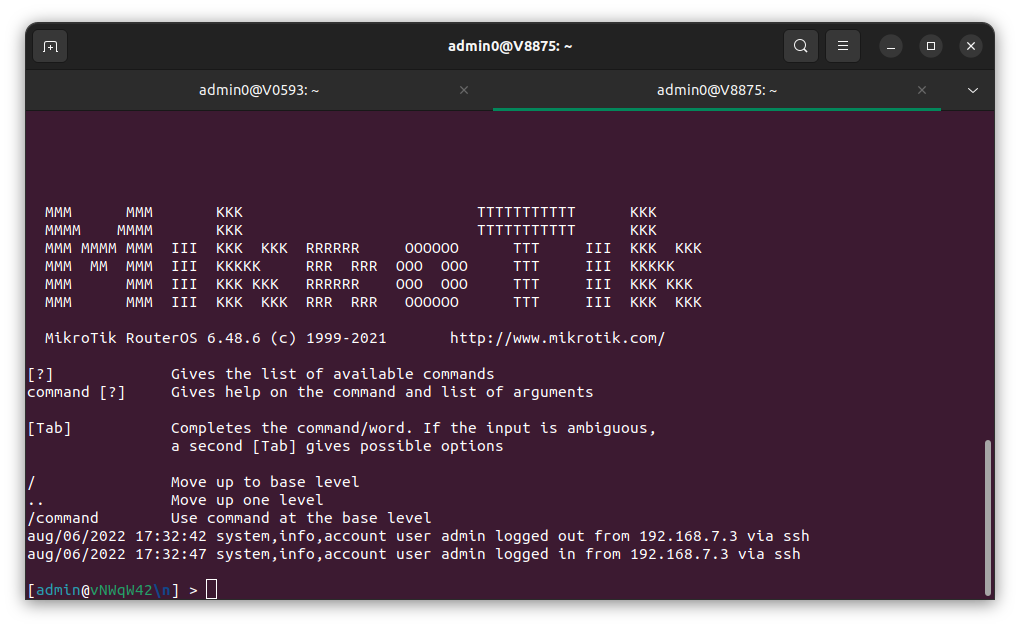 admin0@V8875: ~
admin0@V0593: ~ admin0@V8875: ~
  MMM      MMM       KKK                          TTTTTTTTTTT      KKK
  MMMM    MMMM       KKK                          TTTTTTTTTTT      KKK
  MMM MMMM MMM  III  KKK  KKK  RRRRRR     OOOOOO      TTT     III  KKK  KKK
  MMM  MM  MMM  III  KKKKK     RRR  RRR  OOO  OOO     TTT     III  KKKKK
  MMM      MMM  III  KKK KKK   RRRRRR    OOO  OOO     TTT     III  KKK KKK
  MMM      MMM  III  KKK  KKK  RRR  RRR   OOOOOO      TTT     III  KKK  KKK
  MikroTik RouterOS 6.48.6 (c) 1999-2021       http://www.mikrotik.com/
[?]             Gives the list of available commands
command [?]     Gives help on the command and list of arguments
[Tab]           Completes the command/word. If the input is ambiguous,
                a second [Tab] gives possible options
/               Move up to base level
..              Move up one level
/command        Use command at the base level
aug/06/2022 17:32:42 system,info,account user admin logged out from 192.168.7.3 via ssh
aug/06/2022 17:32:47 system,info,account user admin logged in from 192.168.7.3 via ssh
[admin@vNWqW42\n] >